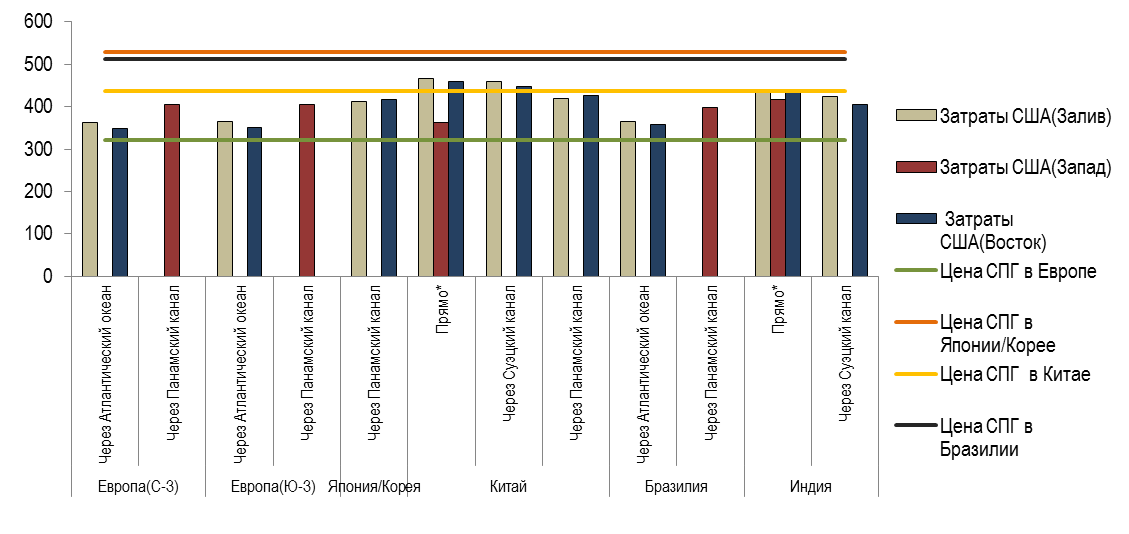 600
500
400
300
200
100
0
Через Атлантический океан
Через Панамский канал
Через Атлантический океан
Через Панамский канал
Через Панамский канал
Прямо*
Через Суэцкий канал
Через Панамский канал
Через Атлантический океан
Через Панамский канал
Прямо*
Через Суэцкий канал
Европа(С-З)
Европа(Ю-З)
Япония/Корея
Китай
Бразилия
Индия
Затраты США(Залив)
Затраты США(Запад)
Затраты
США(Восток)
Цена СПГ в Европе
Цена СПГ в
Японии/Корее
Цена СПГ в Китае
Цена СПГ в
Бразилии